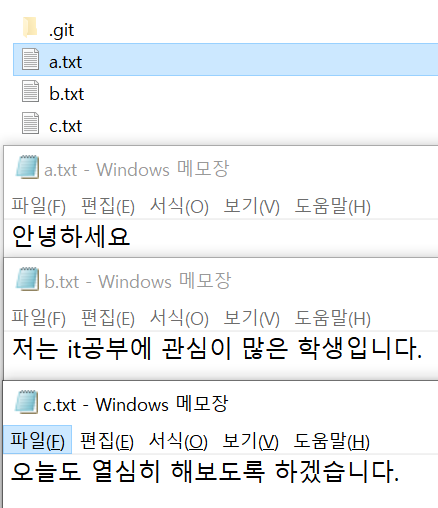 .git
a.txt
b.txt
c.txt
a.txt - Windows 메모장
파일(F) 편집(E) 서식(O) 보기(V) 도움말(H)
안녕하세요
b.txt - Windows 메모장
파일(F) 편집(E) 서식(O) 보기(V) 도움말(H)
저는 it공부에 관심이 많은 학생입니다.
c.txt - Windows 메모장
파일(F) 편집(E) 서식(O) 보기(V) 도움말(H)
오늘도 열심히 해보도록 하겠습니다.